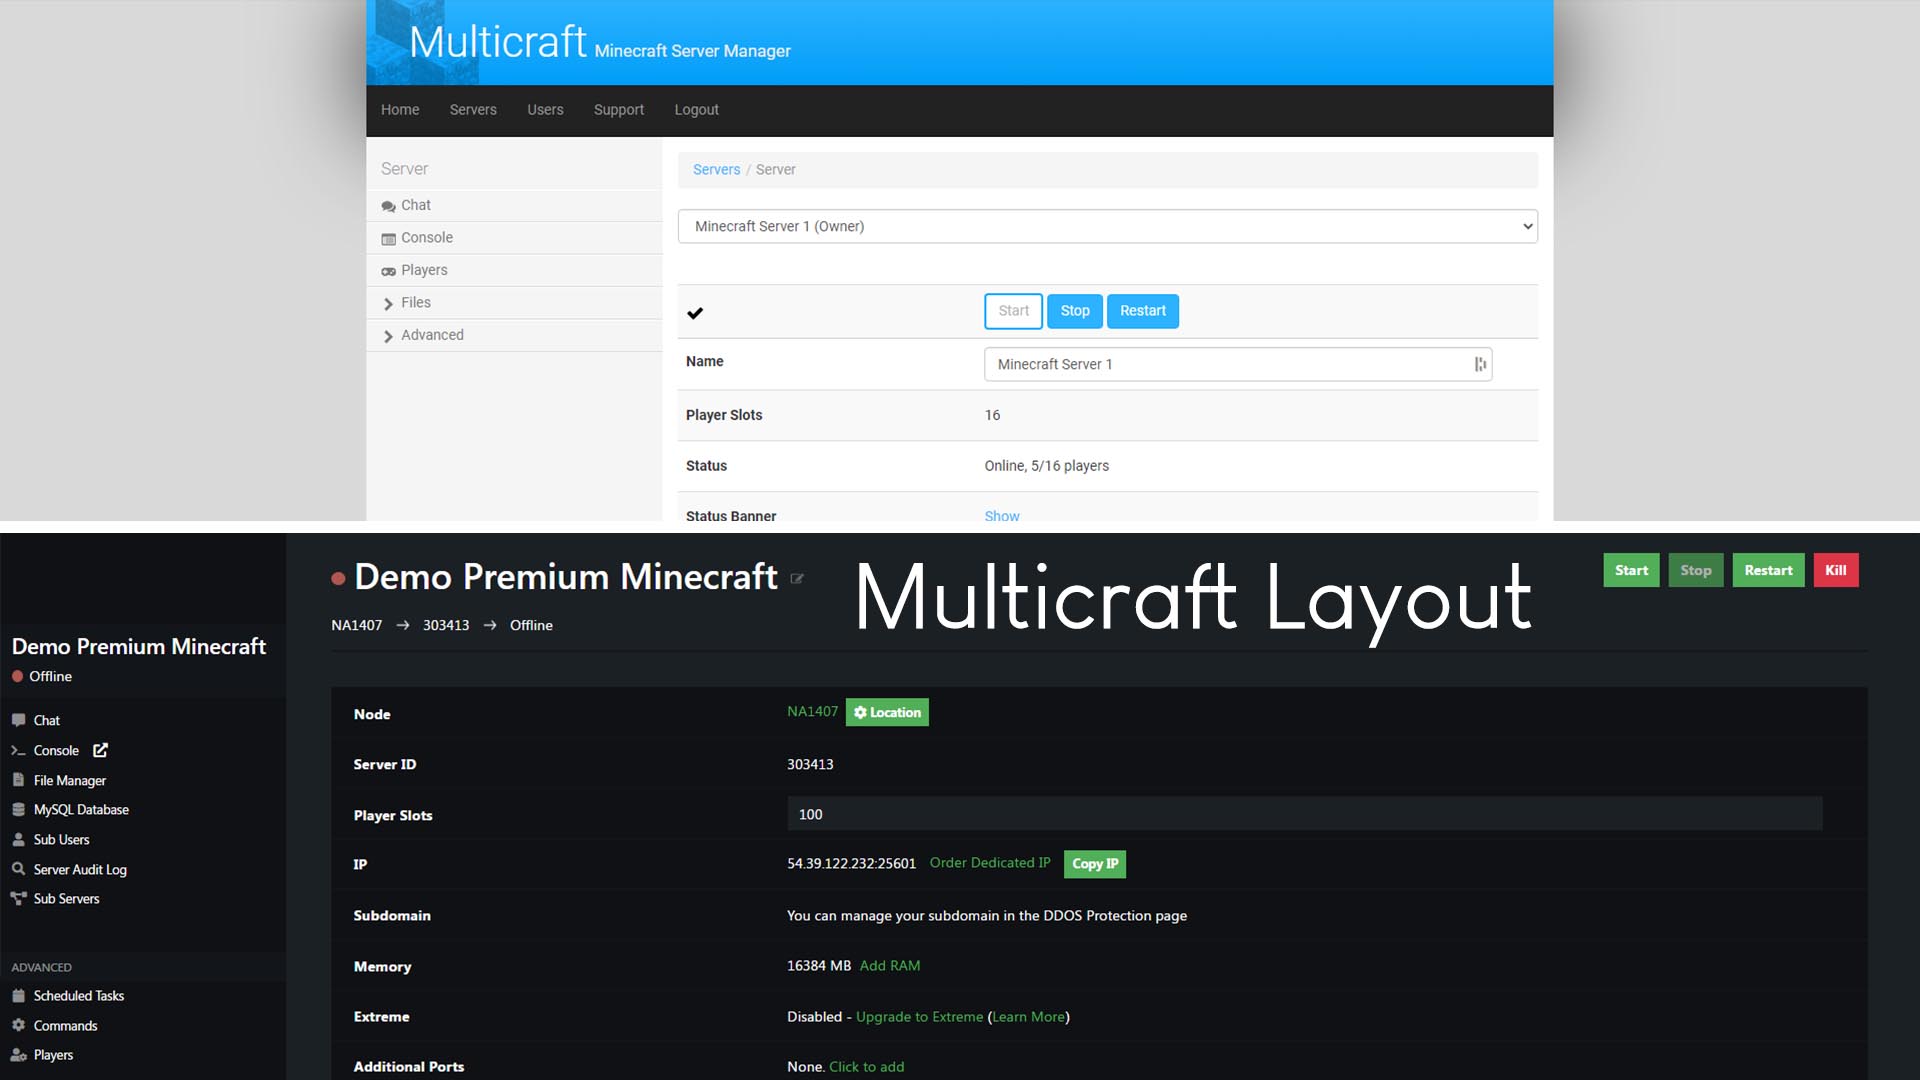 Multicraft Minecraft Server Manager
Home Servers Users Support Logout
Server
Chat
Console
Players
Files
Advanced
Servers / Server
Minecraft Server 1 (Owner)
Start Stop Restart
Name Minecraft Server 1
Player Slots 16
Status Online, 5/16 players
Status Banner Show
Demo Premium Minecraft
Offline
Chat
Console
File Manager
MySQL Database
Sub Users
Server Audit Log
Sub Servers
ADVANCED
Scheduled Tasks
Commands
Players
Demo Premium Minecraft
NA1407 → 303413 → Offline
Multicraft Layout
Start Stop Restart Kill
Node NA1407 Location
Server ID 303413
Player Slots 100
IP 54.39.122.232:25601 Order Dedicated IP Copy IP
Subdomain You can manage your subdomain in the DDOS Protection page
Memory 16384 MB Add RAM
Extreme Disabled - Upgrade to Extreme (Learn More)
Additional Ports None. Click to add